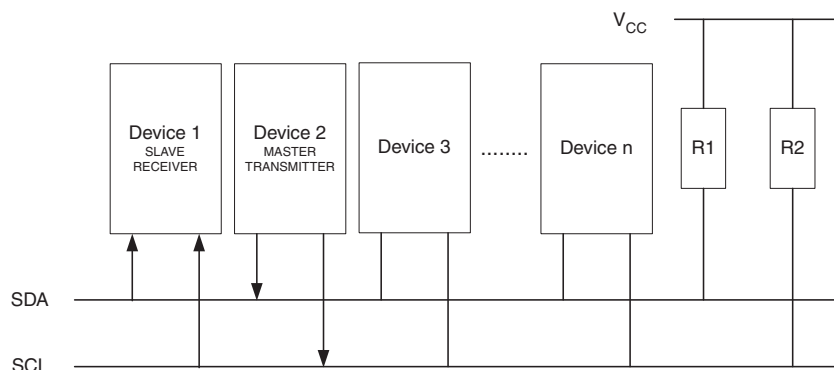 VCC
Device 1
SLAVE
RECEIVER
Device 2
MASTER
TRANSMITTER
Device 3
........
Device n
R1
R2
SDA
SCL